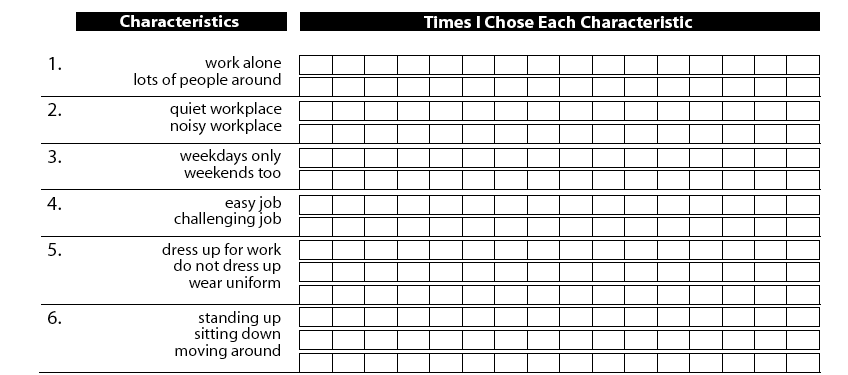 Characteristics
Times I Chose Each Characteristic
1. work alone
lots of people around
2. quiet workplace
noisy workplace
3. weekdays only
weekends too
4. easy job
challenging job
5. dress up for work
do not dress up
wear uniform
6. standing up
sitting down
moving around